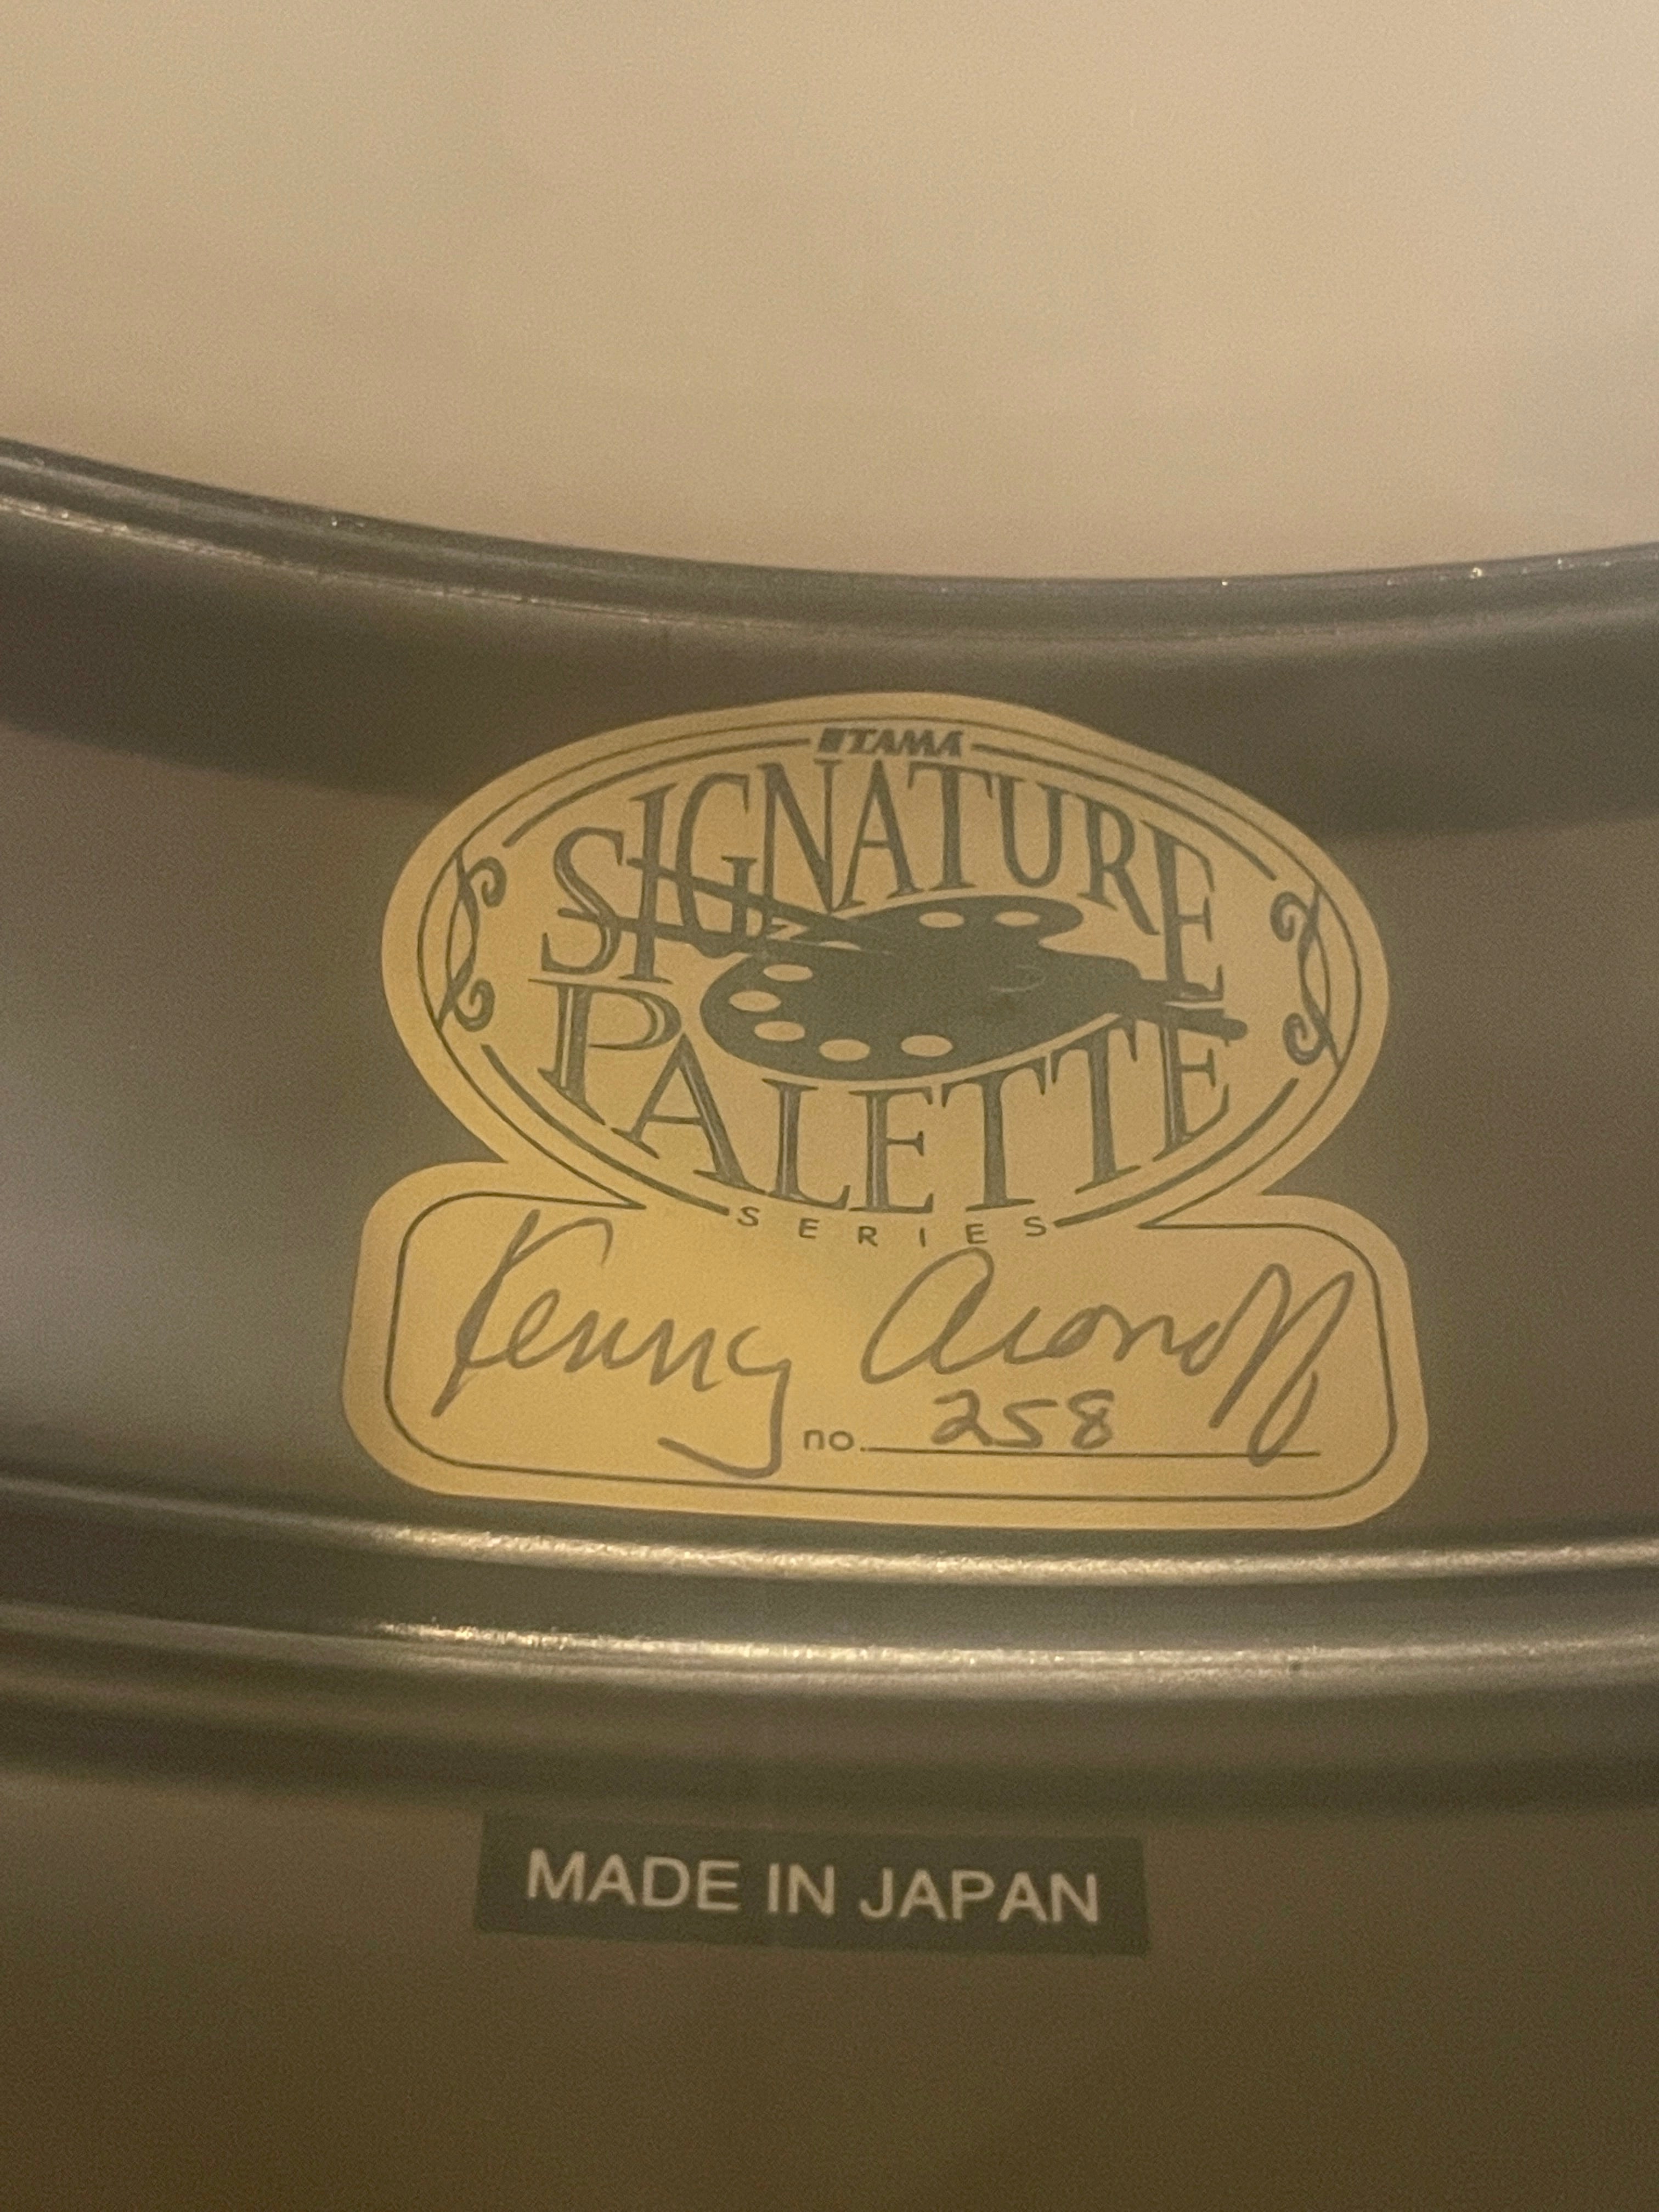 TAMA
SIGNATURE
PALETTE
SERIES
Kenny Aronoff
no. 258
MADE IN JAPAN